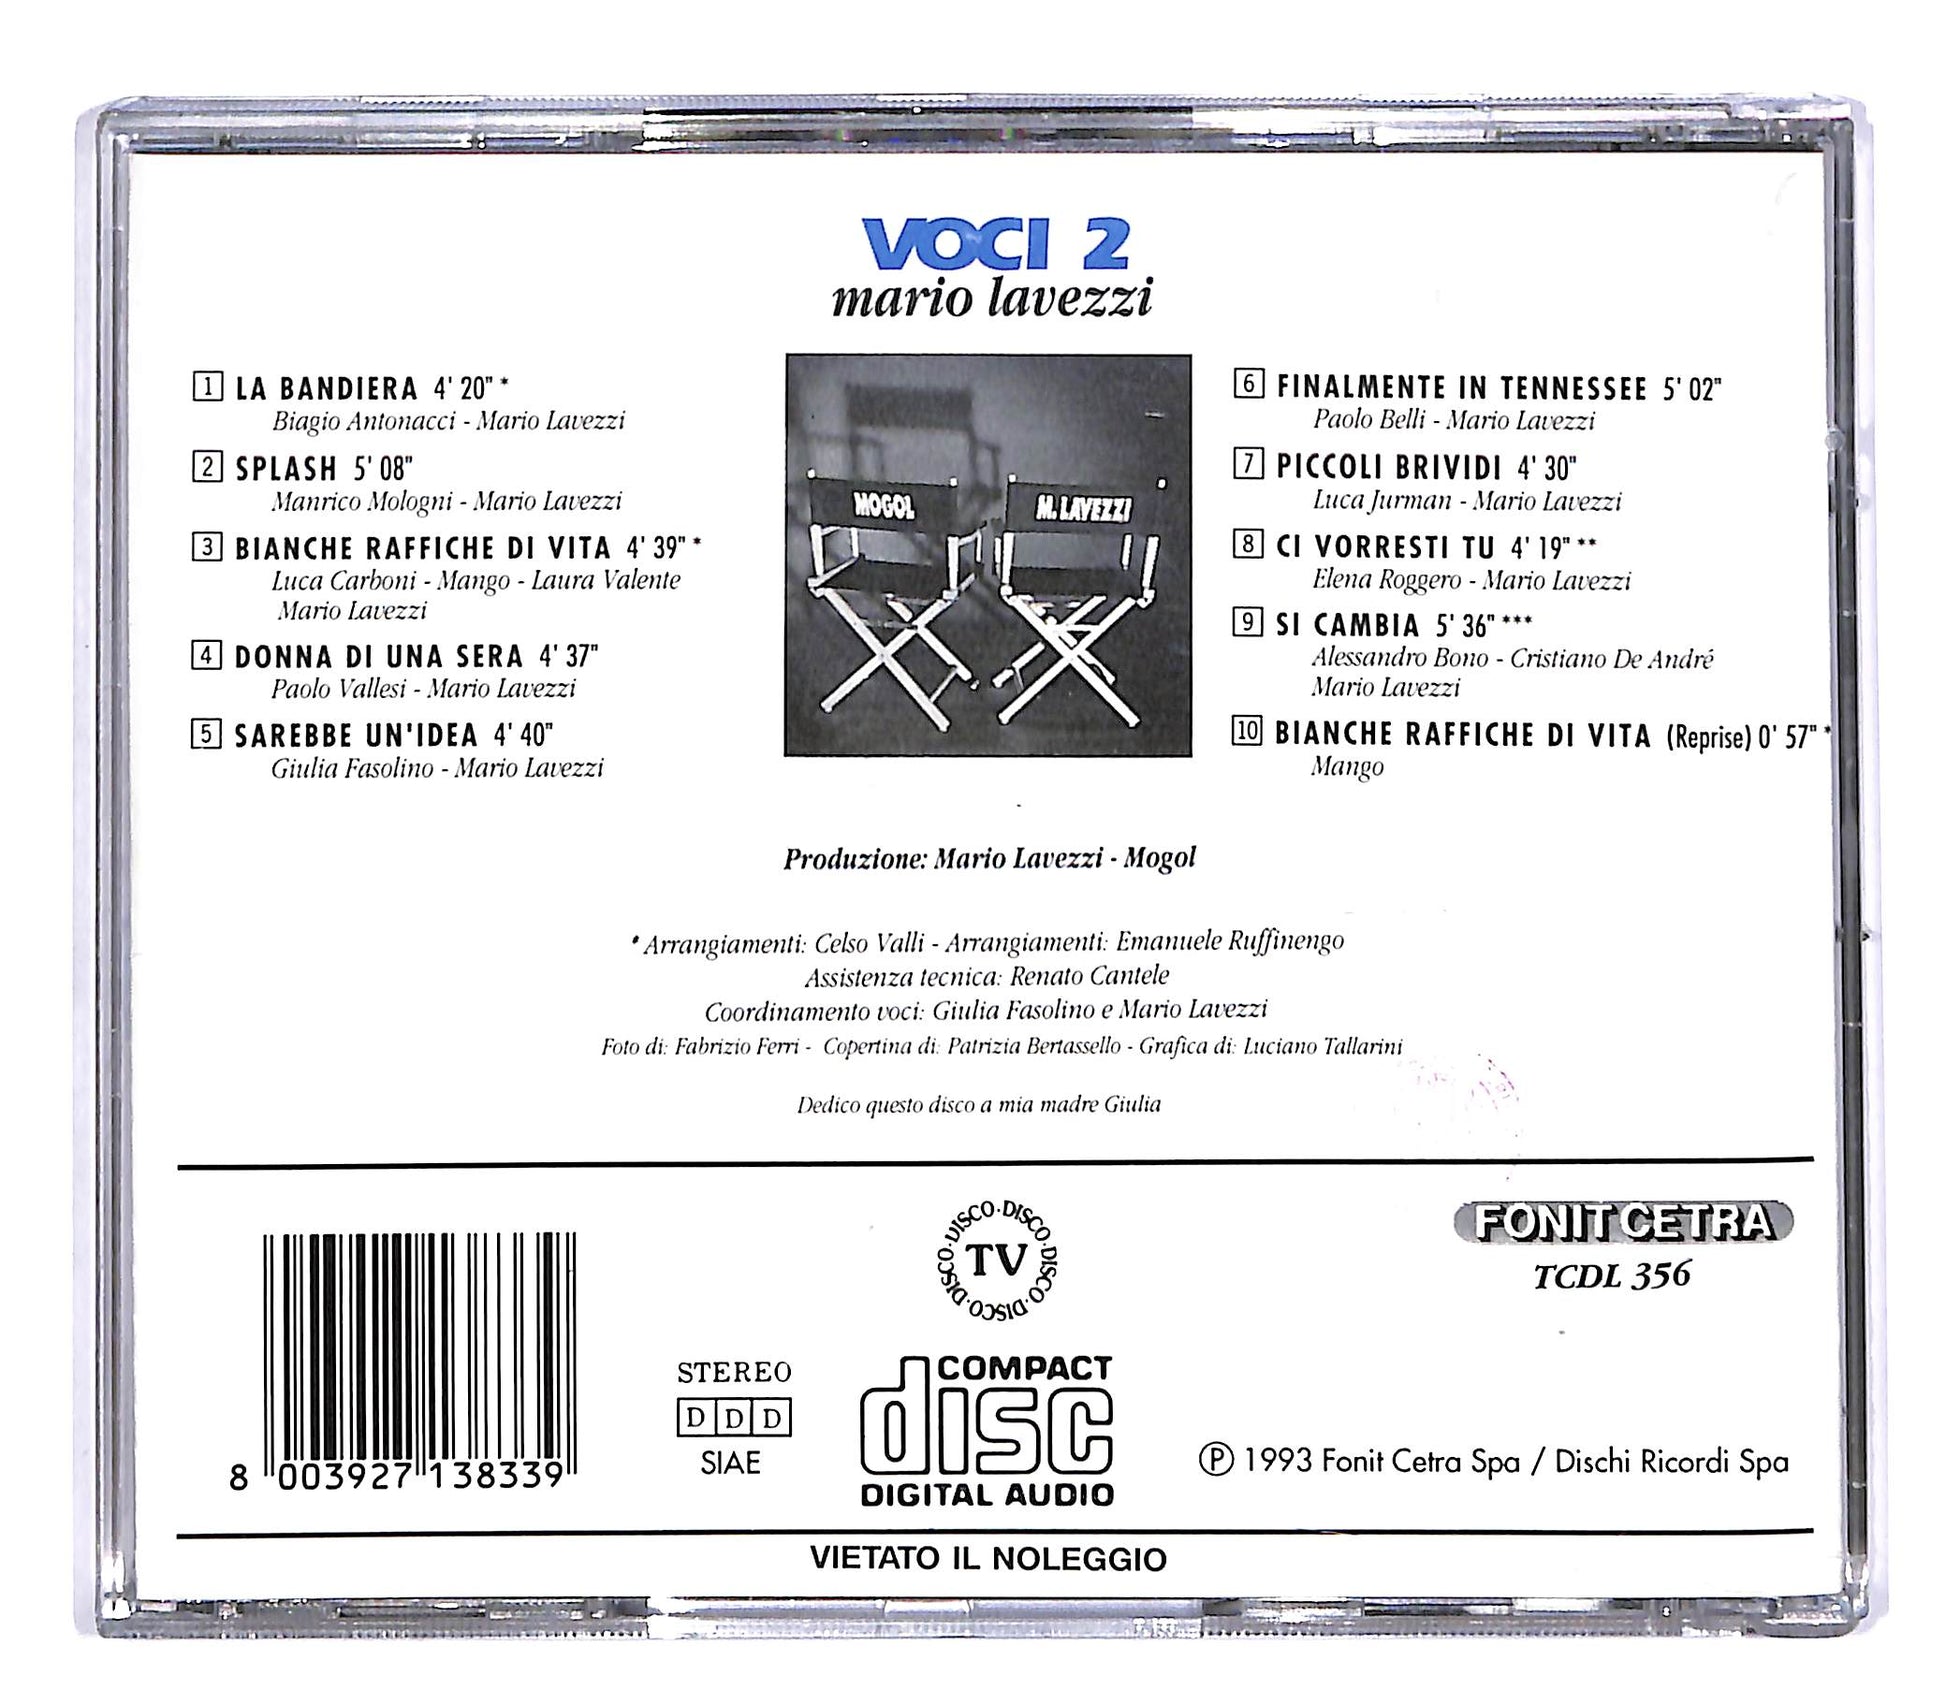 VOCI 2
mario lavezzi
1 LA BANDIERA 4' 20" *
Biagio Antonacci - Mario Lavezzi
2 SPLASH 5' 08"
Manrico Mologni - Mario Lavezzi
3 BIANCHE RAFFICHE DI VITA 4' 39" *
Luca Carboni - Mango - Laura Valente
Mario Lavezzi
4 DONNA DI UNA SERA 4' 37"
Paolo Vallesi - Mario Lavezzi
5 SAREBBE UN'IDEA 4' 40"
Giulia Fasolino - Mario Lavezzi
MOGOL
M. LAVEZZI
6 FINALMENTE IN TENNESSEE 5' 02"
Paolo Belli - Mario Lavezzi
7 PICCOLI BRIVIDI 4' 30"
Luca Jurman - Mario Lavezzi
8 CI VORRESTI TU 4' 19" **
Elena Roggero - Mario Lavezzi
9 SI CAMBIA 5' 36" ***
Alessandro Bono - Cristiano De André
Mario Lavezzi
10 BIANCHE RAFFICHE DI VITA (Reprise) 0' 57" *
Mango
Produzione: Mario Lavezzi - Mogol
* Arrangiamenti: Celso Valli - Arrangiamenti: Emanuele Ruffinengo
Assistenza tecnica: Renato Cantele
Coordinamento voci: Giulia Fasolino e Mario Lavezzi
Foto di: Fabrizio Ferri - Copertina di: Patrizia Bertassello - Grafica di: Luciano Tallarini
Dedico questo disco a mia madre Giulia
DISCO · DISCO · DISCO · DISCO · DISCO · DISCO
TV
FONIT CETRA
TCDL 356
STEREO
D D D
SIAE
COMPACT
disc
DIGITAL AUDIO
8 003927 138339
Ⓟ 1993 Fonit Cetra Spa / Dischi Ricordi Spa
VIETATO IL NOLEGGIO